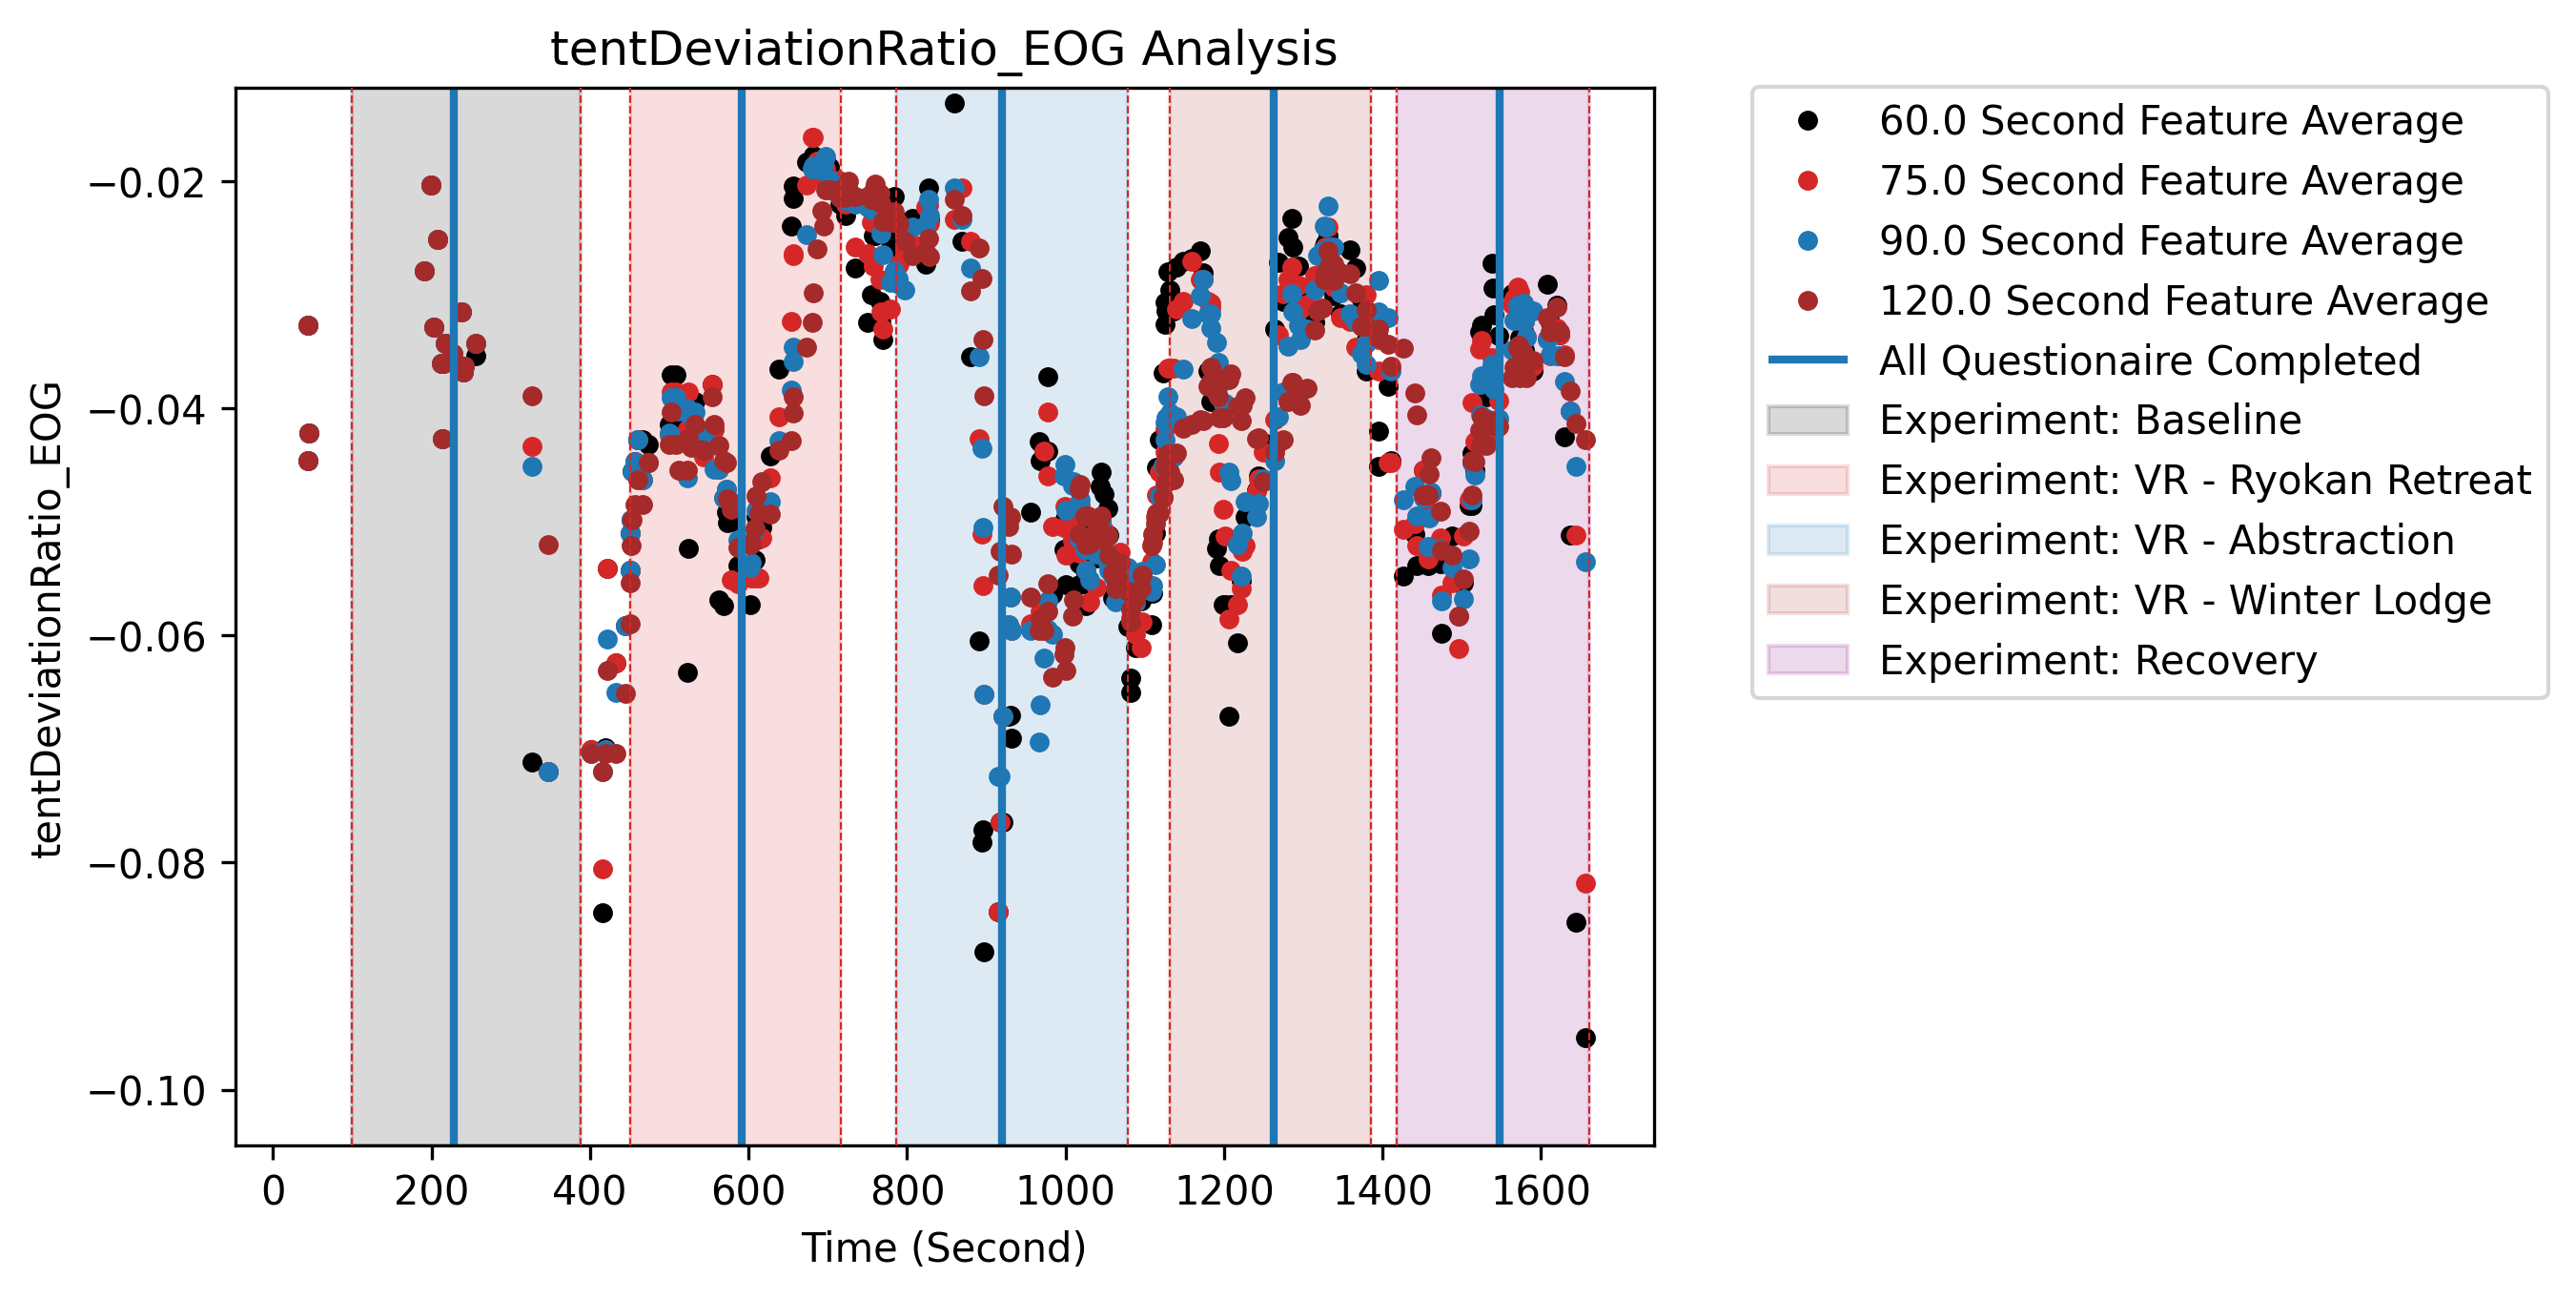 tentDeviationRatio_EOG Analysis
tentDeviationRatio_EOG
−0.02
−0.04
−0.06
−0.08
−0.10
0 200 400 600 800 1000 1200 1400 1600
Time (Second)
60.0 Second Feature Average
75.0 Second Feature Average
90.0 Second Feature Average
120.0 Second Feature Average
All Questionaire Completed
Experiment: Baseline
Experiment: VR - Ryokan Retreat
Experiment: VR - Abstraction
Experiment: VR - Winter Lodge
Experiment: Recovery